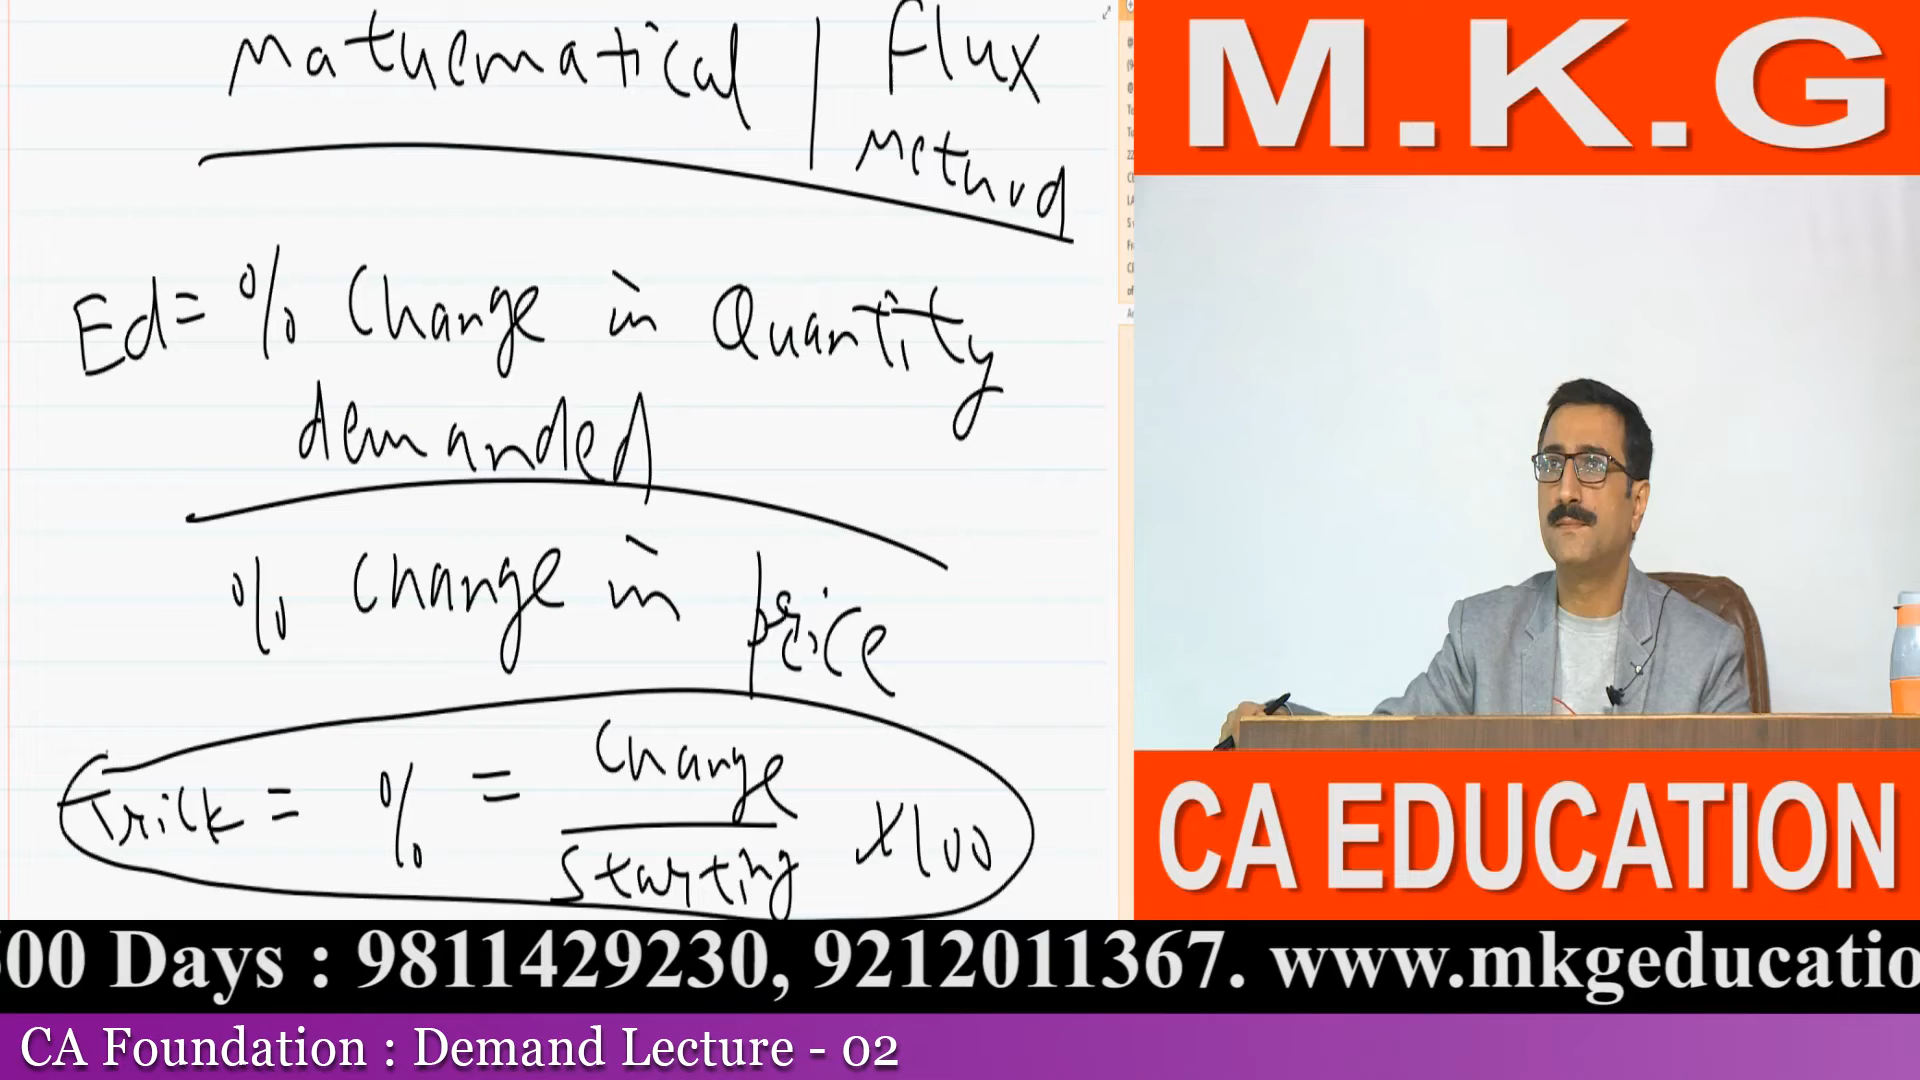 Mathematical | Flux
Method
Ed = % Change in Quantity
demanded
% Change in price
Trick = % = Change
Starting X100
M.K.G
CA EDUCATION
00 Days : 9811429230, 9212011367. www.mkgeducatio
CA Foundation : Demand Lecture - 02